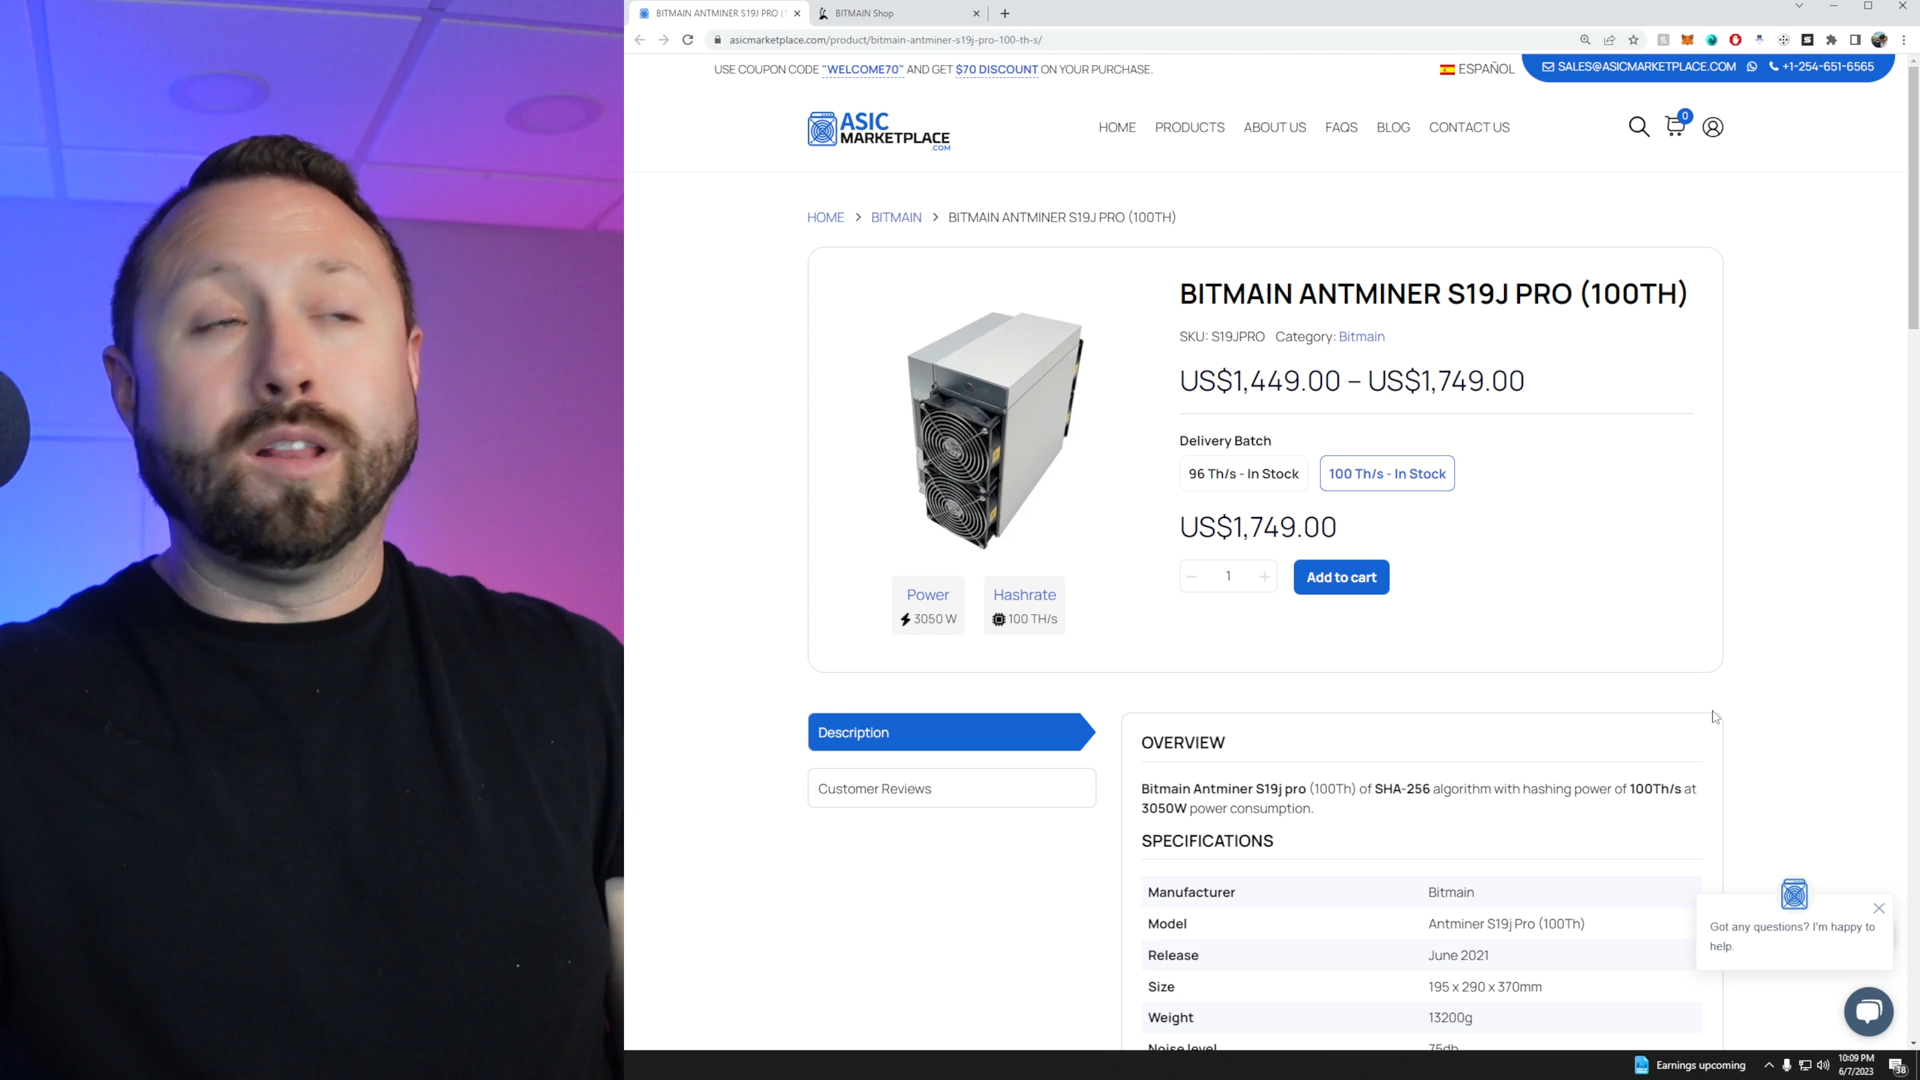 BITMAIN ANTMINER S19J PRO (1
BITMAIN Shop
asicmarketplace.com/product/bitmain-antminer-s19j-pro-100-th-s/
USE COUPON CODE "WELCOME70" AND GET $70 DISCOUNT ON YOUR PURCHASE.
ESPAÑOL
SALES@ASICMARKETPLACE.COM
+1-254-651-6565
ASIC
MARKETPLACE
.COM
HOME
PRODUCTS
ABOUT US
FAQS
BLOG
CONTACT US
0
HOME > BITMAIN > BITMAIN ANTMINER S19J PRO (100TH)
BITMAIN ANTMINER S19J PRO (100TH)
SKU: S19JPRO Category: Bitmain
US$1,449.00 – US$1,749.00
Delivery Batch
96 Th/s - In Stock
100 Th/s - In Stock
US$1,749.00
1
Add to cart
Power
3050 W
Hashrate
100 TH/s
Description
Customer Reviews
OVERVIEW
Bitmain Antminer S19j pro (100Th) of SHA-256 algorithm with hashing power of 100Th/s at
3050W power consumption.
SPECIFICATIONS
Manufacturer Bitmain
Model Antminer S19j Pro (100Th)
Release June 2021
Size 195 x 290 x 370mm
Weight 13200g
Noise level 75db
Got any questions? I'm happy to
help.
Earnings upcoming
10:09 PM
6/7/2023
38